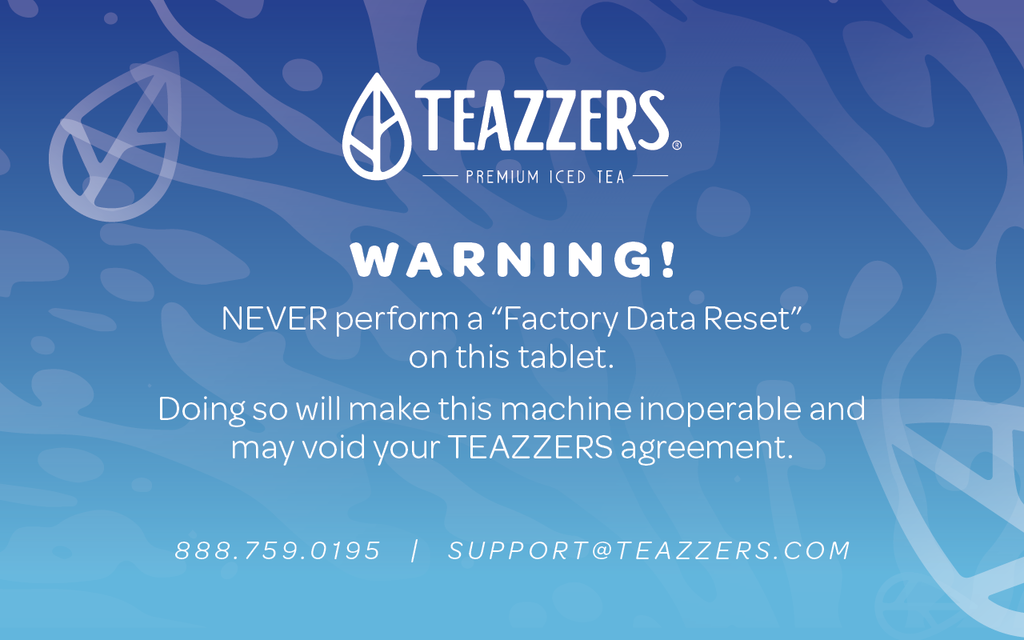 TEAZZERS®
PREMIUM ICED TEA
WARNING!
NEVER perform a “Factory Data Reset”
on this tablet.
Doing so will make this machine inoperable and
may void your TEAZZERS agreement.
888.759.0195 | SUPPORT@TEAZZERS.COM